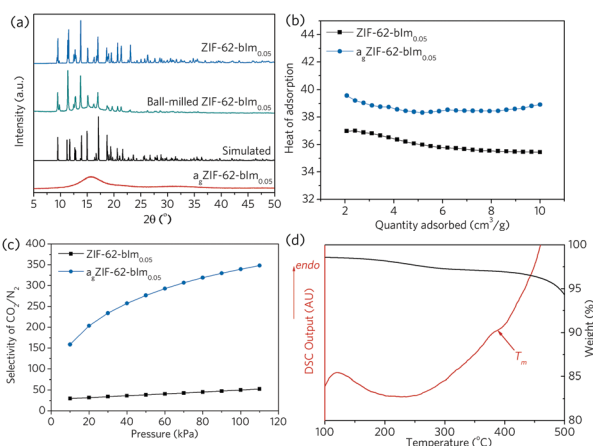 (a)
ZIF-62-bIm0.05
Ball-milled ZIF-62-bIm0.05
Simulated
agZIF-62-bIm0.05
Intensity (a.u.)
5 10 15 20 25 30 35 40 45 50
2θ (°)
(b)
ZIF-62-bIm0.05
agZIF-62-bIm0.05
Heat of adsorption
44
42
40
38
36
34
32
0 2 4 6 8 10
Quantity adsorbed (cm³/g)
(c)
ZIF-62-bIm0.05
agZIF-62-bIm0.05
Selectivity of CO2/N2
400
350
300
250
200
150
100
50
0
0 20 40 60 80 100 120
Pressure (kPa)
(d)
endo
DSC Output (AU)
Tm
Weight (%)
100
95
90
85
80
100 200 300 400 500
Temperature (°C)